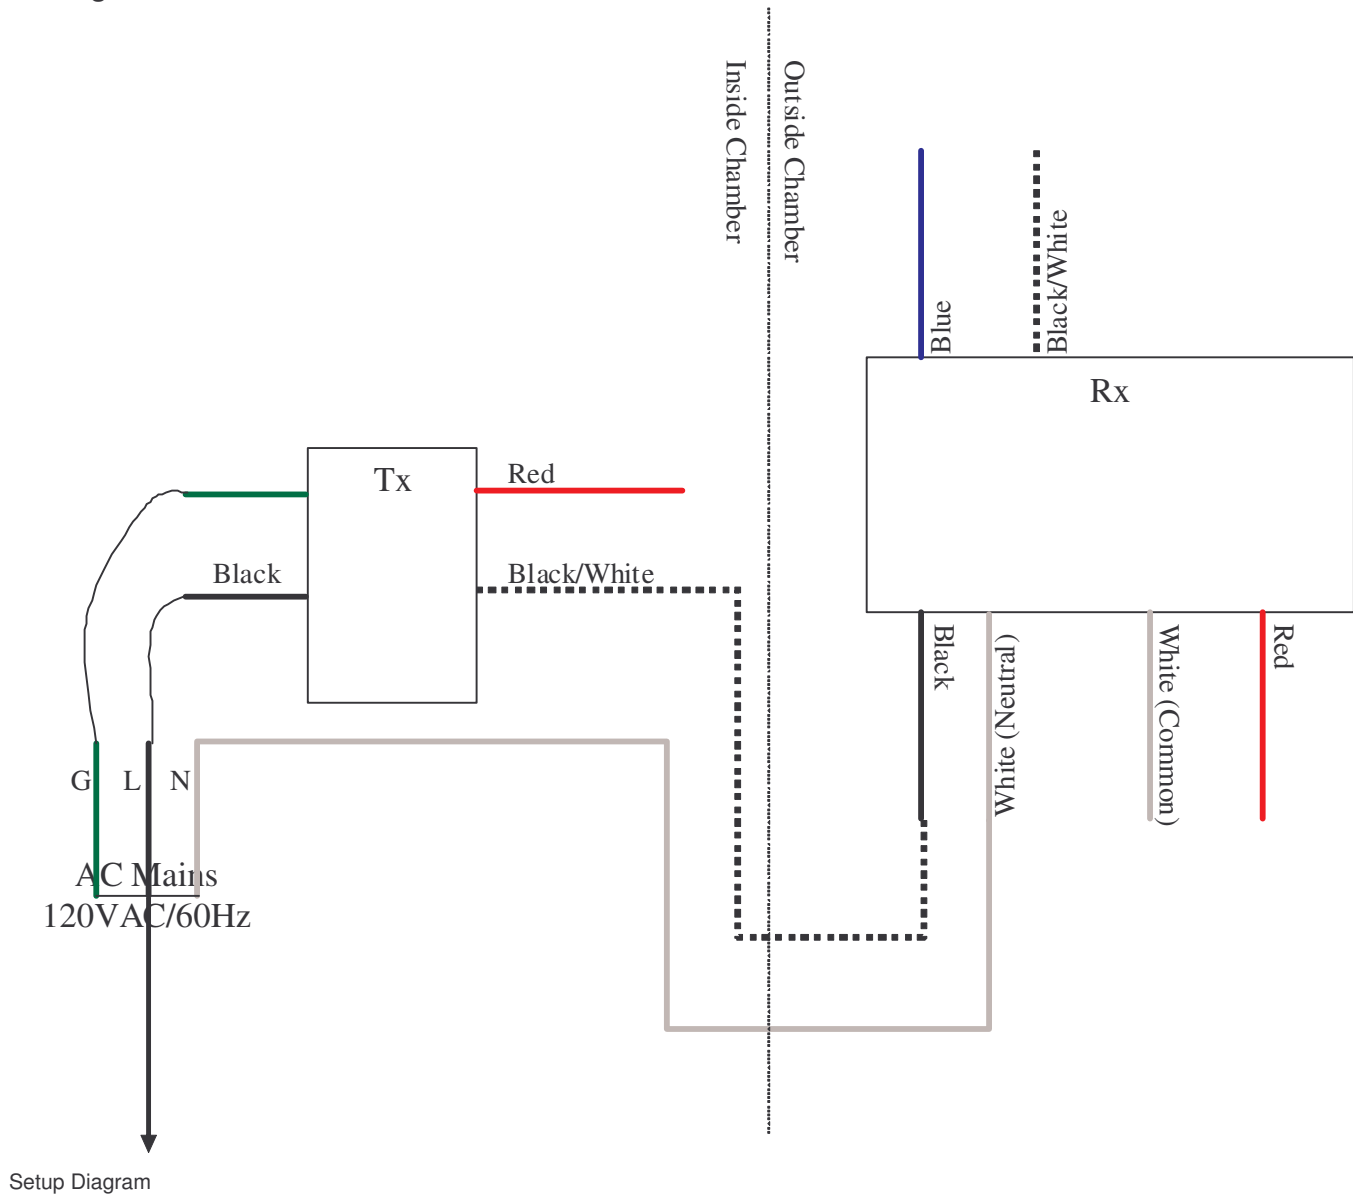 Inside Chamber
Outside Chamber
Blue
Black/White
Rx
Tx
Red
Black
Black/White
Black
White (Neutral)
White (Common)
Red
G L N
AC Mains
120VAC/60Hz
Setup Diagram